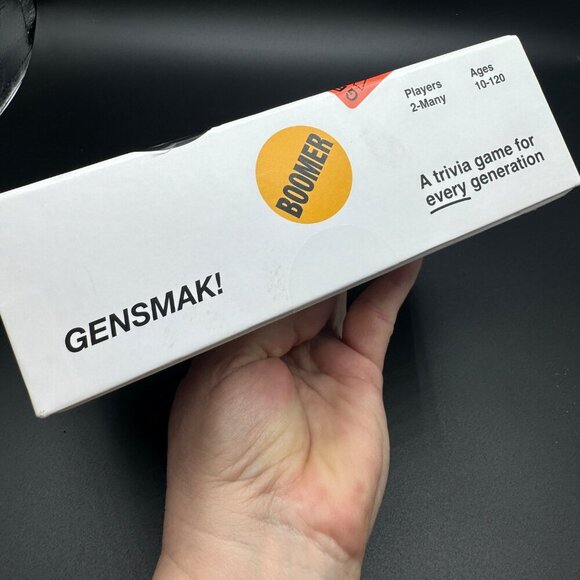 Players
2-Many
Ages
10-120
BOOMER
A trivia game for
every generation
GENSMAK!